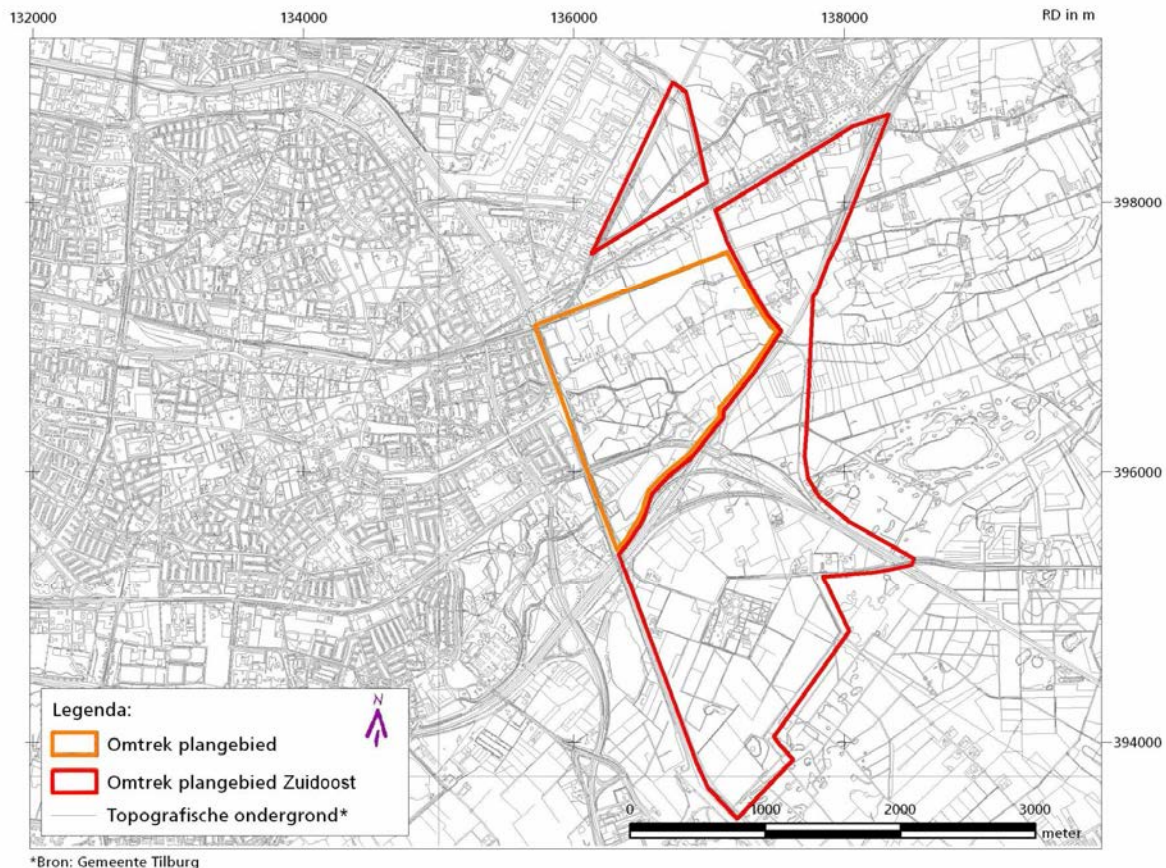 132000 134000 136000 138000 RD in m
398000
396000
394000
Legenda:
N
Omtrek plangebied
Omtrek plangebied Zuidoost
Topografische ondergrond*
0 1000 2000 3000
meter
*Bron: Gemeente Tilburg